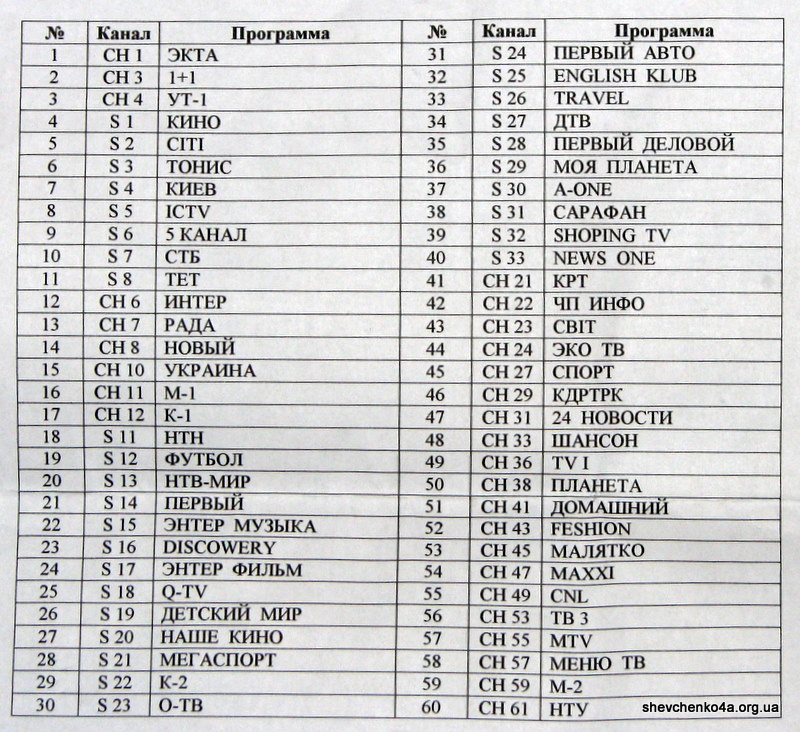 № Канал Программа № Канал Программа
1 CH 1 ЭКТА 31 S 24 ПЕРВЫЙ АВТО
2 CH 3 1+1 32 S 25 ENGLISH KLUB
3 CH 4 УТ-1 33 S 26 TRAVEL
4 S 1 КИНО 34 S 27 ДТВ
5 S 2 CITI 35 S 28 ПЕРВЫЙ ДЕЛОВОЙ
6 S 3 ТОНИС 36 S 29 МОЯ ПЛАНЕТА
7 S 4 КИЕВ 37 S 30 A-ONE
8 S 5 ICTV 38 S 31 САРАФАН
9 S 6 5 КАНАЛ 39 S 32 SHOPING TV
10 S 7 СТБ 40 S 33 NEWS ONE
11 S 8 ТЕТ 41 CH 21 КРТ
12 CH 6 ИНТЕР 42 CH 22 ЧП ИНФО
13 CH 7 РАДА 43 CH 23 СВІТ
14 CH 8 НОВЫЙ 44 CH 24 ЭКО ТВ
15 CH 10 УКРАИНА 45 CH 27 СПОРТ
16 CH 11 М-1 46 CH 29 КДРТРК
17 CH 12 К-1 47 CH 31 24 НОВОСТИ
18 S 11 НТН 48 CH 33 ШАНСОН
19 S 12 ФУТБОЛ 49 CH 36 TV I
20 S 13 НТВ-МИР 50 CH 38 ПЛАНЕТА
21 S 14 ПЕРВЫЙ 51 CH 41 ДОМАШНИЙ
22 S 15 ЭНТЕР МУЗЫКА 52 CH 43 FESHION
23 S 16 DISCOVERY 53 CH 45 МАЛЯТКО
24 S 17 ЭНТЕР ФИЛЬМ 54 CH 47 MAXXI
25 S 18 Q-TV 55 CH 49 CNL
26 S 19 ДЕТСКИЙ МИР 56 CH 53 ТВ 3
27 S 20 НАШЕ КИНО 57 CH 55 MTV
28 S 21 МЕГАСПОРТ 58 CH 57 МЕНЮ ТВ
29 S 22 К-2 59 CH 59 М-2
30 S 23 О-ТВ 60 CH 61 НТУ
shevchenko4a.org.ua